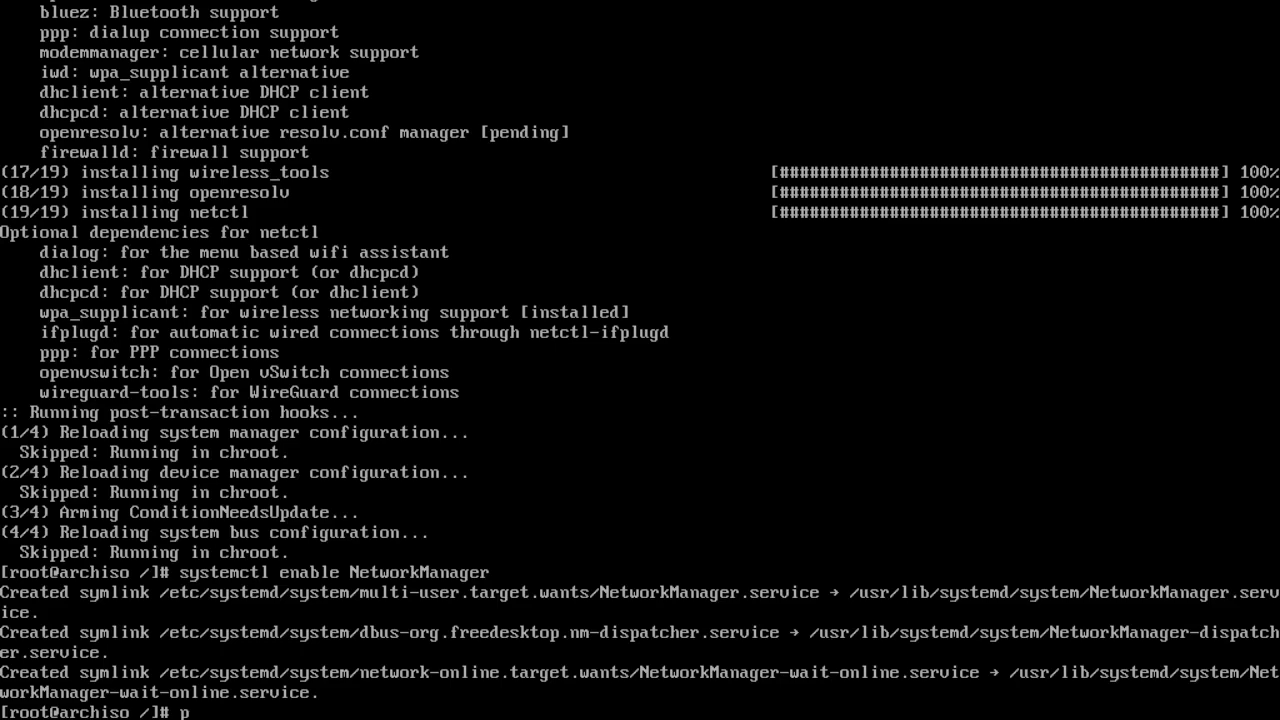 bluez: Bluetooth support
ppp: dialup connection support
modemmanager: cellular network support
iwd: wpa_supplicant alternative
dhclient: alternative DHCP client
dhcpcd: alternative DHCP client
openresolv: alternative resolv.conf manager [pending]
firewalld: firewall support
(17/19) installing wireless_tools [############################################] 100%
(18/19) installing openresolv [############################################] 100%
(19/19) installing netctl [############################################] 100%
Optional dependencies for netctl
dialog: for the menu based wifi assistant
dhclient: for DHCP support (or dhcpcd)
dhcpcd: for DHCP support (or dhclient)
wpa_supplicant: for wireless networking support [installed]
ifplugd: for automatic wired connections through netctl-ifplugd
ppp: for PPP connections
openvswitch: for Open vSwitch connections
wireguard-tools: for WireGuard connections
:: Running post-transaction hooks...
(1/4) Reloading system manager configuration...
Skipped: Running in chroot.
(2/4) Reloading device manager configuration...
Skipped: Running in chroot.
(3/4) Arming ConditionNeedsUpdate...
(4/4) Reloading system bus configuration...
Skipped: Running in chroot.
[root@archiso /]# systemctl enable NetworkManager
Created symlink /etc/systemd/system/multi-user.target.wants/NetworkManager.service → /usr/lib/systemd/system/NetworkManager.serv
ice.
Created symlink /etc/systemd/system/dbus-org.freedesktop.nm-dispatcher.service → /usr/lib/systemd/system/NetworkManager-dispatch
er.service.
Created symlink /etc/systemd/system/network-online.target.wants/NetworkManager-wait-online.service → /usr/lib/systemd/system/Net
workManager-wait-online.service.
[root@archiso /]# p